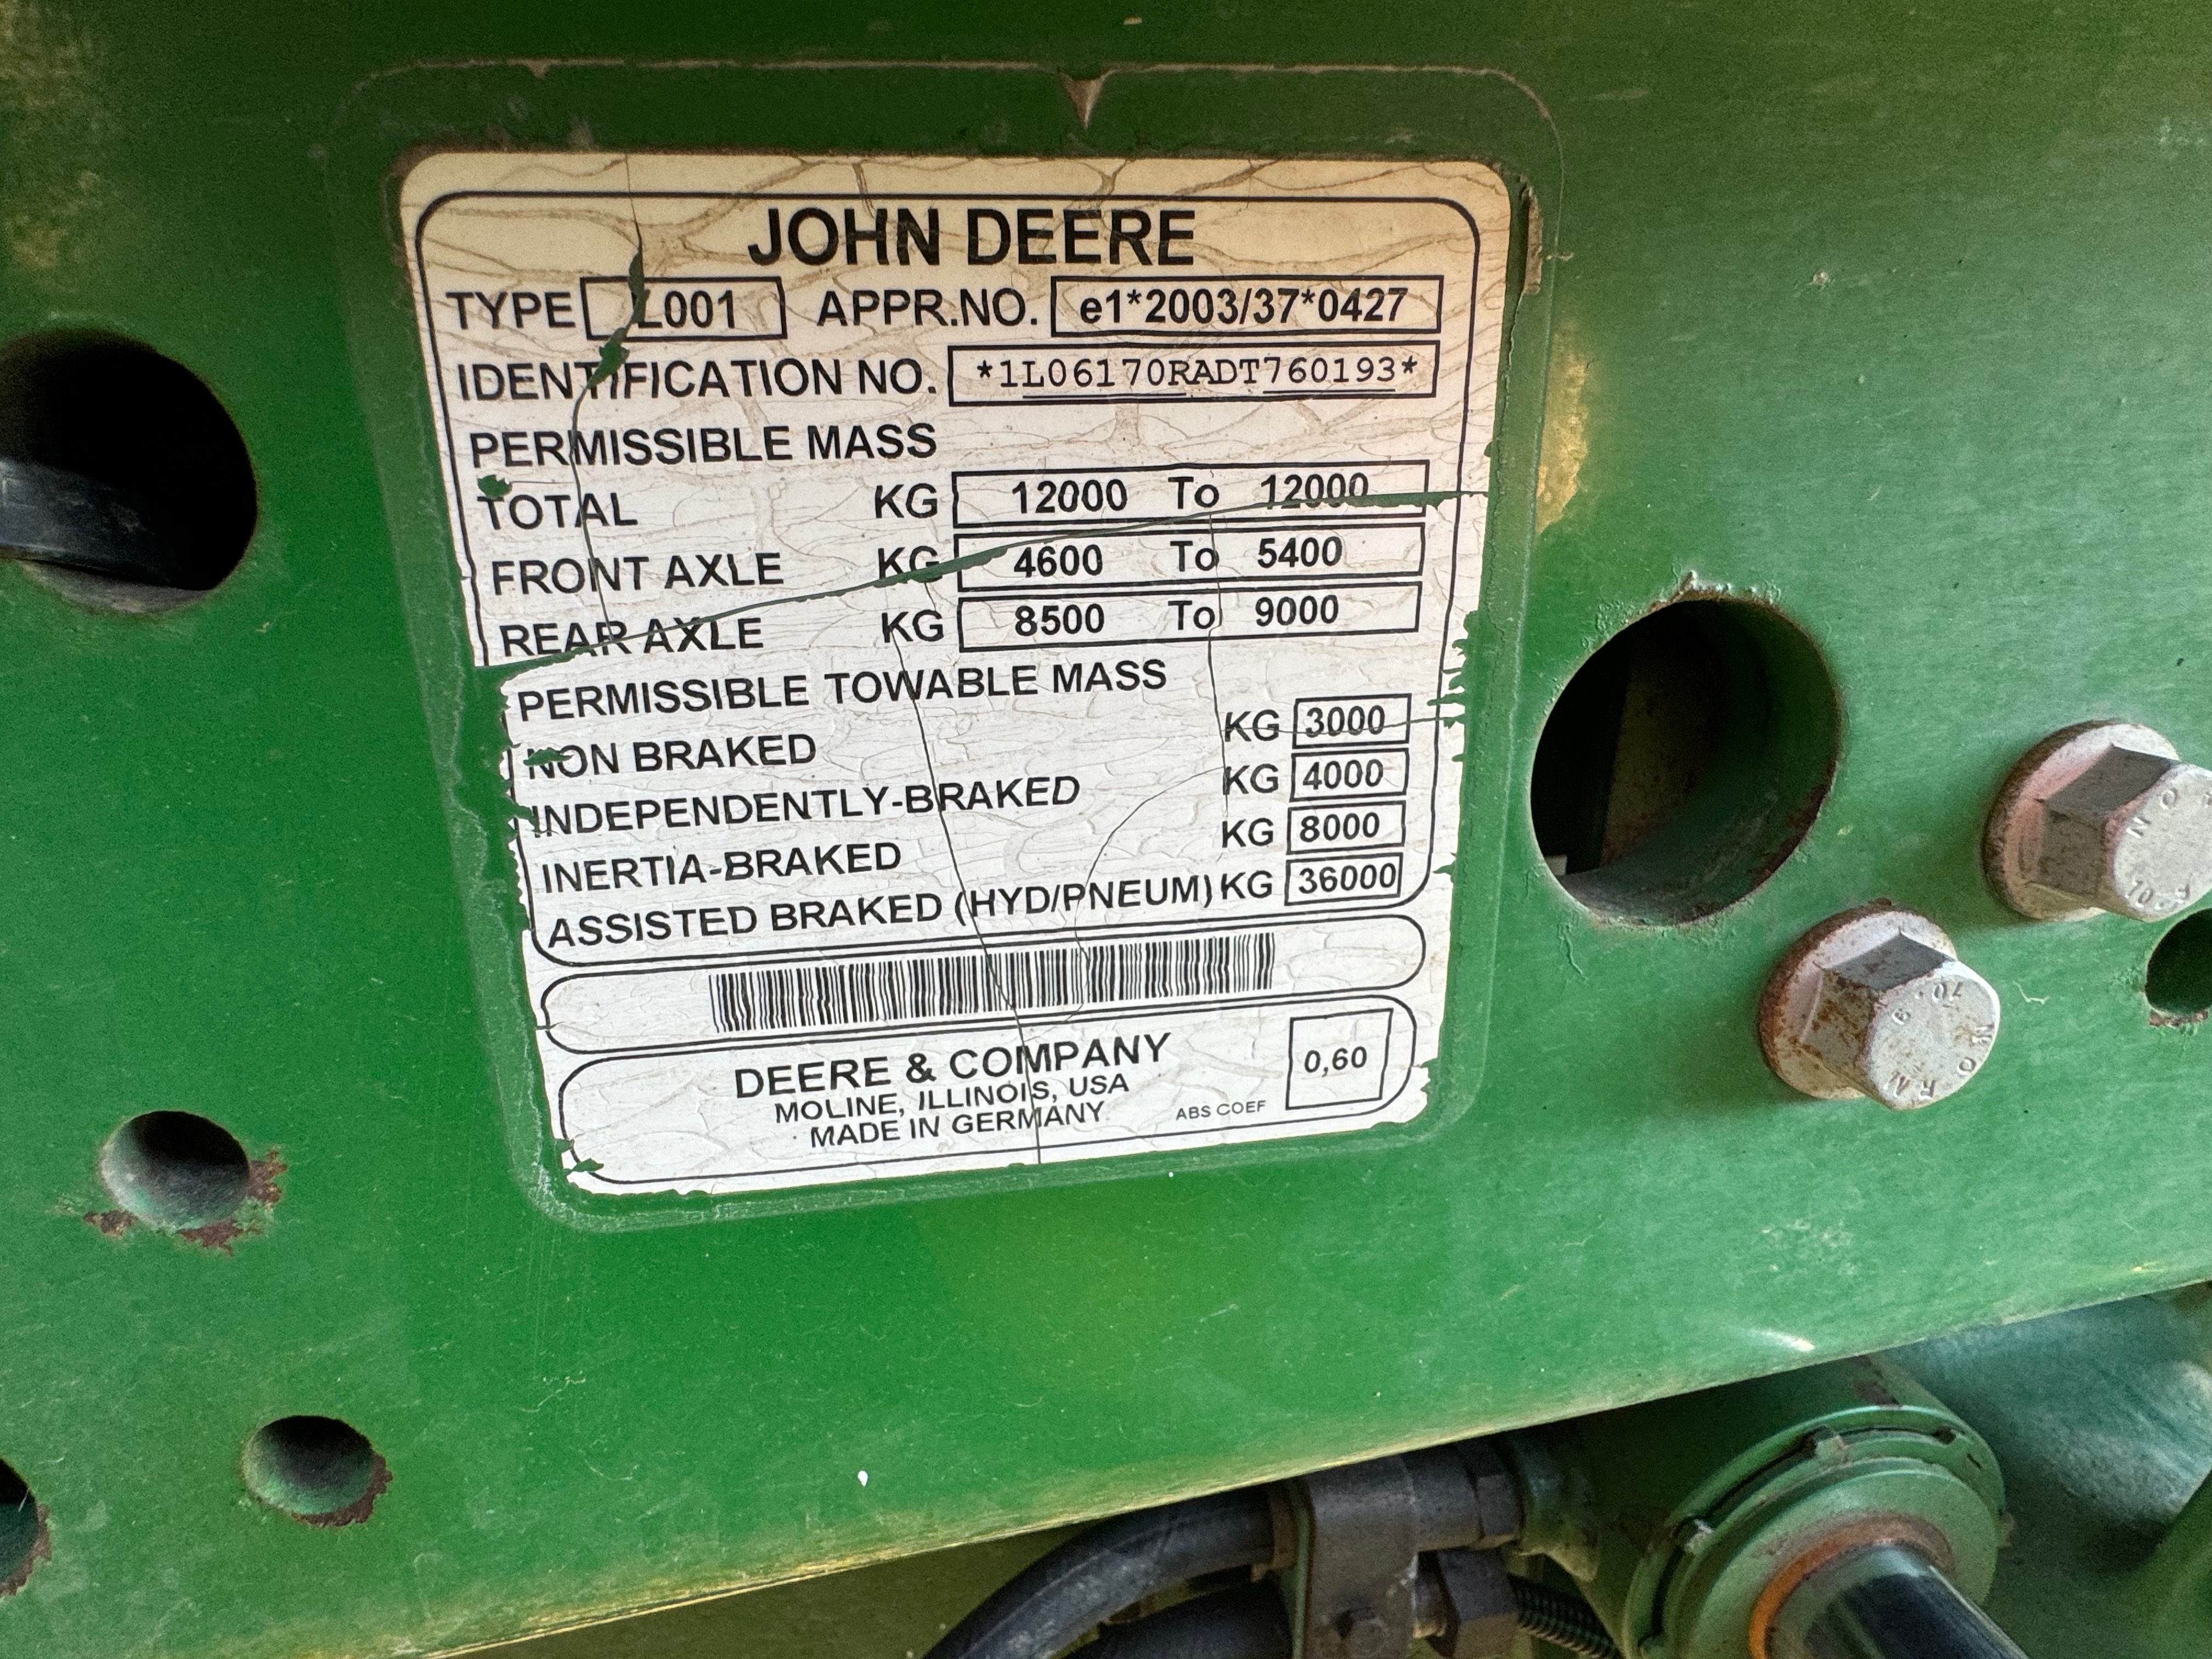 JOHN DEERE
TYPE L001 APPR.NO. e1*2003/37*0427
IDENTIFICATION NO. *1L06170RADT760193*
PERMISSIBLE MASS
TOTAL KG 12000 To 12000
FRONT AXLE KG 4600 To 5400
REAR AXLE KG 8500 To 9000
PERMISSIBLE TOWABLE MASS
NON BRAKED KG 3000
INDEPENDENTLY-BRAKED KG 4000
INERTIA-BRAKED KG 8000
ASSISTED BRAKED (HYD/PNEUM) KG 36000
DEERE & COMPANY
MOLINE, ILLINOIS, USA
MADE IN GERMANY
ABS COEF 0,60